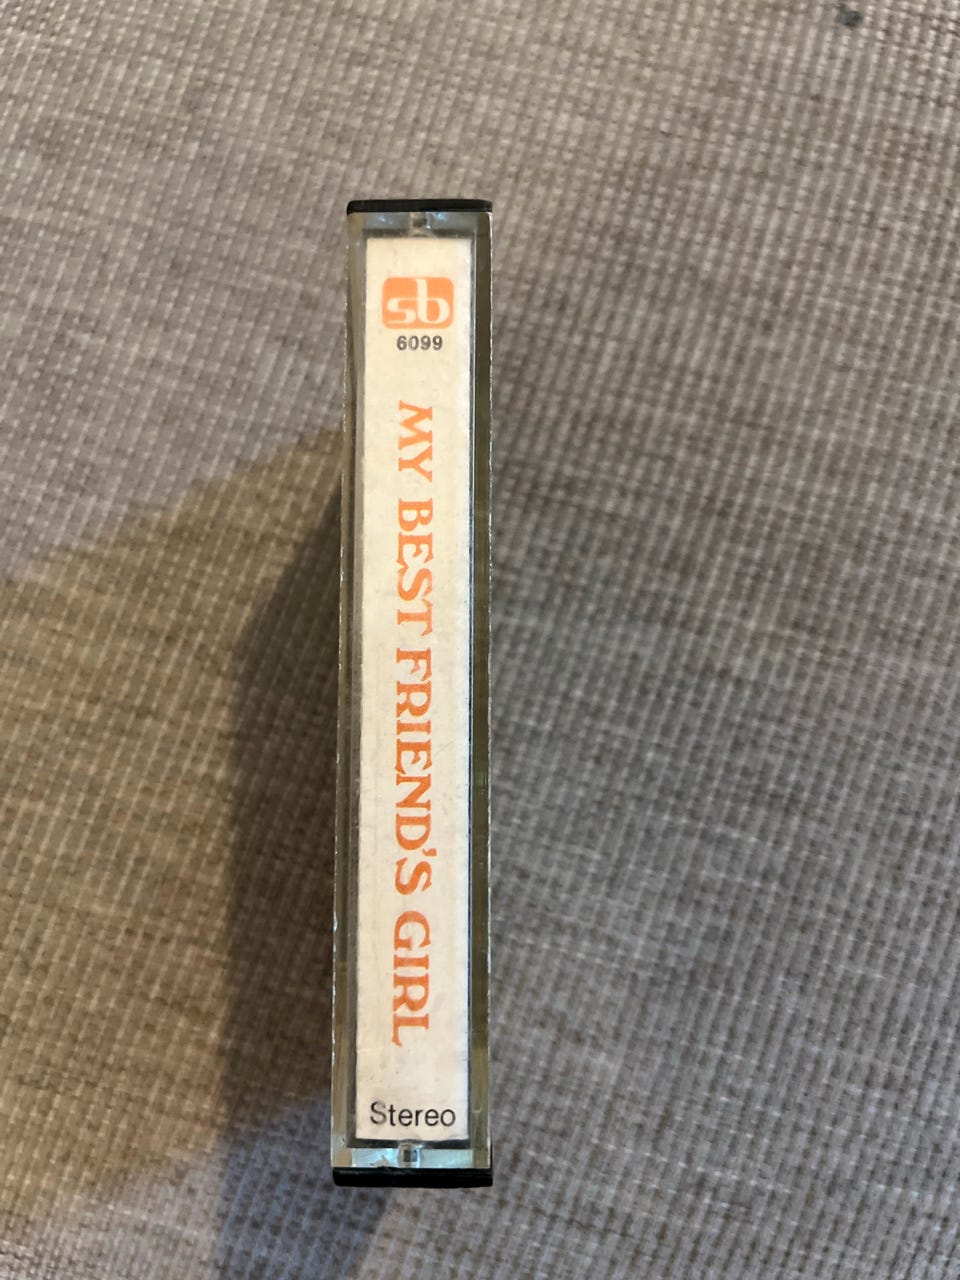 sb
6099
MY BEST FRIEND'S GIRL
Stereo